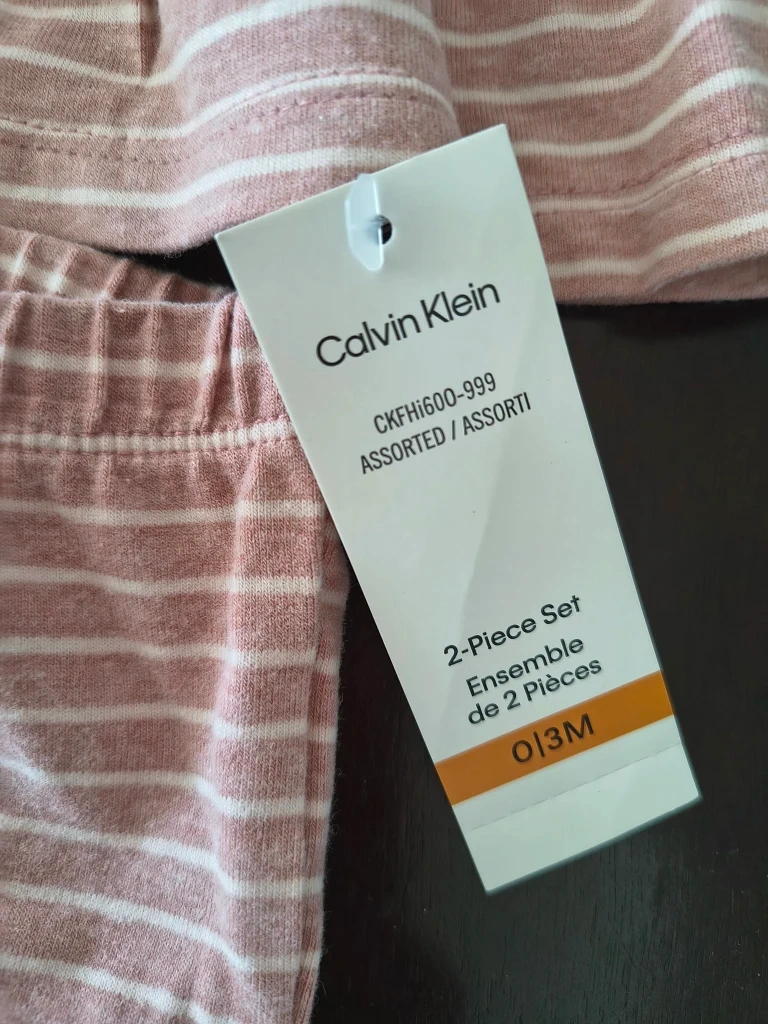 Calvin Klein
CKFHi600-999
ASSORTED / ASSORTI
2-Piece Set
Ensemble
de 2 Pièces
0|3M